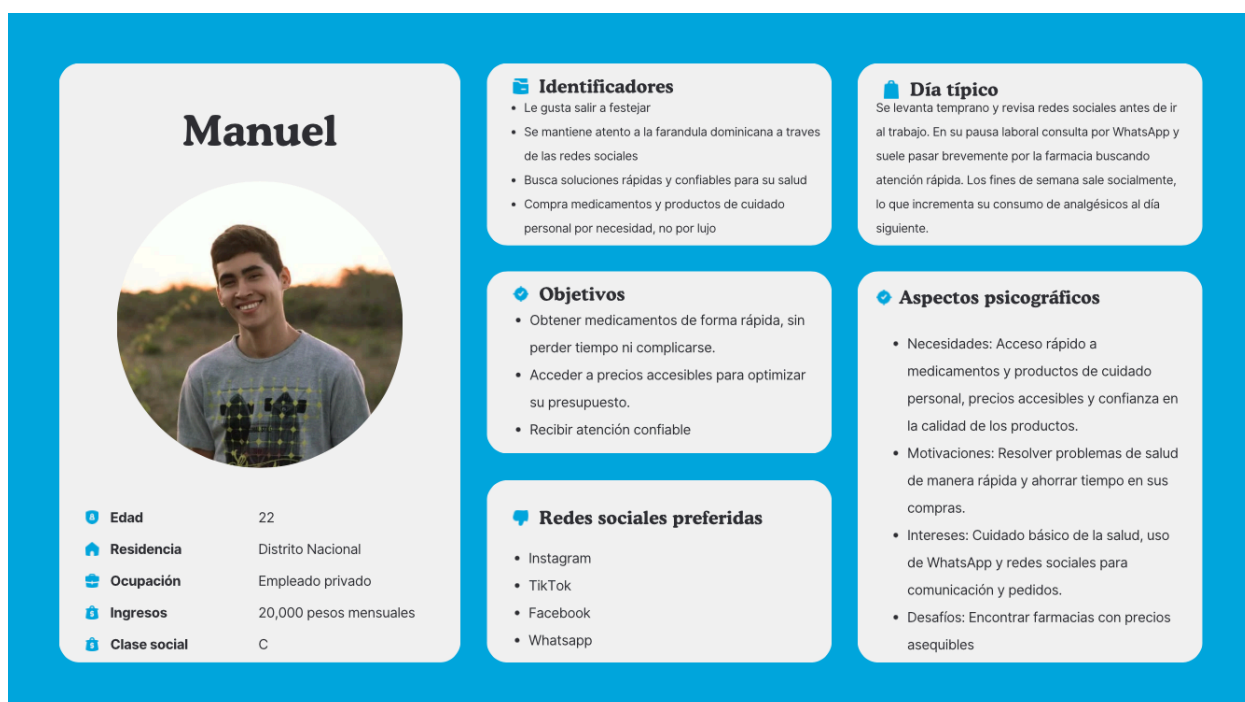 Manuel
Edad 22
Residencia Distrito Nacional
Ocupación Empleado privado
Ingresos 20,000 pesos mensuales
Clase social C
Identificadores
• Le gusta salir a festejar
• Se mantiene atento a la farandula dominicana a traves
de las redes sociales
• Busca soluciones rápidas y confiables para su salud
• Compra medicamentos y productos de cuidado
personal por necesidad, no por lujo
Objetivos
• Obtener medicamentos de forma rápida, sin
perder tiempo ni complicarse.
• Acceder a precios accesibles para optimizar
su presupuesto.
• Recibir atención confiable
Redes sociales preferidas
• Instagram
• TikTok
• Facebook
• Whatsapp
Día típico
Se levanta temprano y revisa redes sociales antes de ir
al trabajo. En su pausa laboral consulta por WhatsApp y
suele pasar brevemente por la farmacia buscando
atención rápida. Los fines de semana sale socialmente,
lo que incrementa su consumo de analgésicos al día
siguiente.
Aspectos psicográficos
• Necesidades: Acceso rápido a
medicamentos y productos de cuidado
personal, precios accesibles y confianza en
la calidad de los productos.
• Motivaciones: Resolver problemas de salud
de manera rápida y ahorrar tiempo en sus
compras.
• Intereses: Cuidado básico de la salud, uso
de WhatsApp y redes sociales para
comunicación y pedidos.
• Desafíos: Encontrar farmacias con precios
asequibles